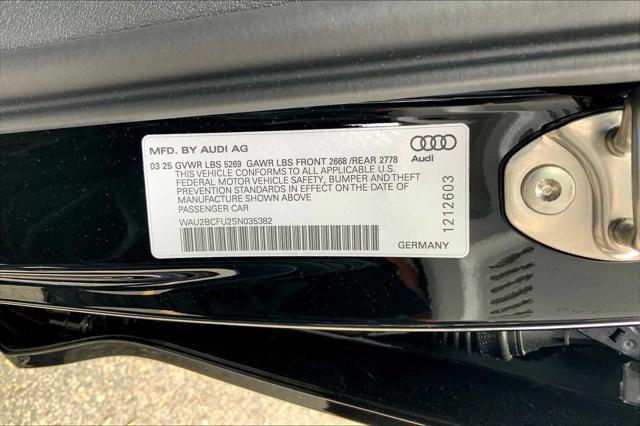 MFD. BY AUDI AG
Audi
03 25 GVWR LBS 5269 GAWR LBS FRONT 2668 /REAR 2778
THIS VEHICLE CONFORMS TO ALL APPLICABLE U.S.
FEDERAL MOTOR VEHICLE SAFETY, BUMPER AND THEFT
PREVENTION STANDARDS IN EFFECT ON THE DATE OF
MANUFACTURE SHOWN ABOVE
PASSENGER CAR
WAU2BCFU2SN035382
GERMANY
1212603